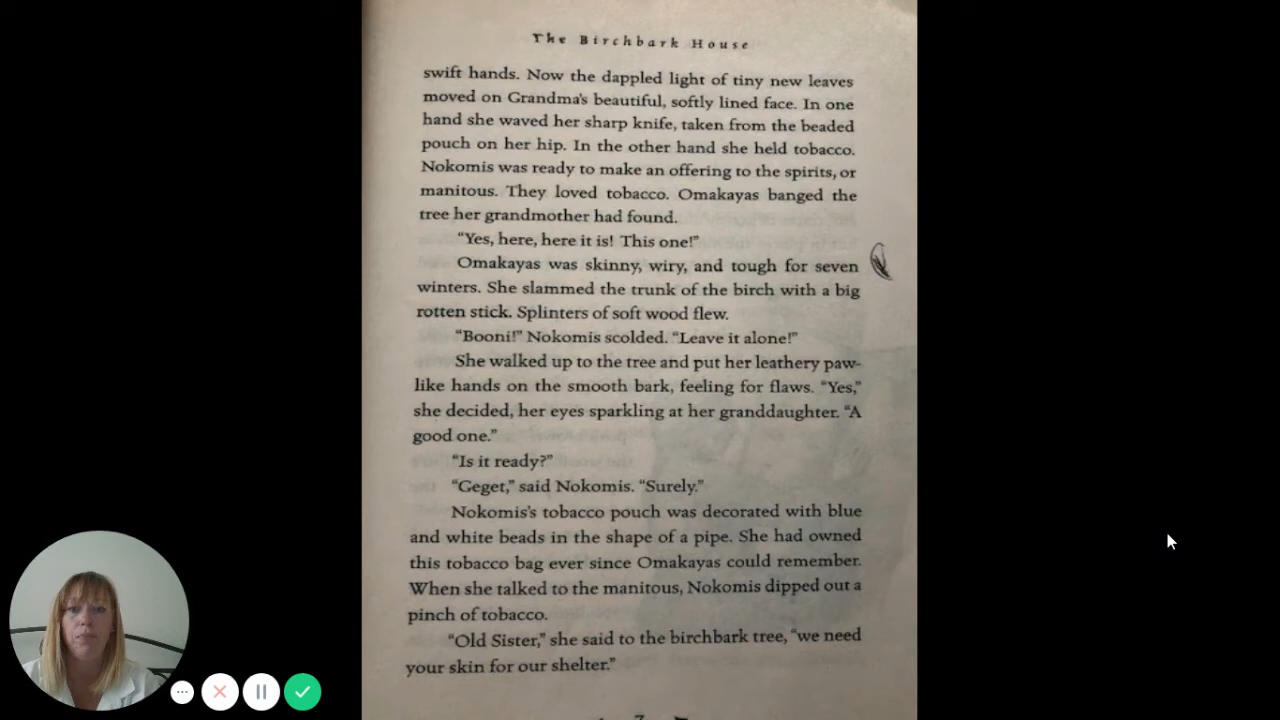 The Birchbark House
swift hands. Now the dappled light of tiny new leaves
moved on Grandma's beautiful, softly lined face. In one
hand she waved her sharp knife, taken from the beaded
pouch on her hip. In the other hand she held tobacco.
Nokomis was ready to make an offering to the spirits, or
manitous. They loved tobacco. Omakayas banged the
tree her grandmother had found.
"Yes, here, here it is! This one!"
Omakayas was skinny, wiry, and tough for seven
winters. She slammed the trunk of the birch with a big
rotten stick. Splinters of soft wood flew.
"Booni!" Nokomis scolded. "Leave it alone!"
She walked up to the tree and put her leathery paw-
like hands on the smooth bark, feeling for flaws. "Yes,"
she decided, her eyes sparkling at her granddaughter. "A
good one."
"Is it ready?"
"Geget," said Nokomis. "Surely."
Nokomis's tobacco pouch was decorated with blue
and white beads in the shape of a pipe. She had owned
this tobacco bag ever since Omakayas could remember.
When she talked to the manitous, Nokomis dipped out a
pinch of tobacco.
"Old Sister," she said to the birchbark tree, "we need
your skin for our shelter."